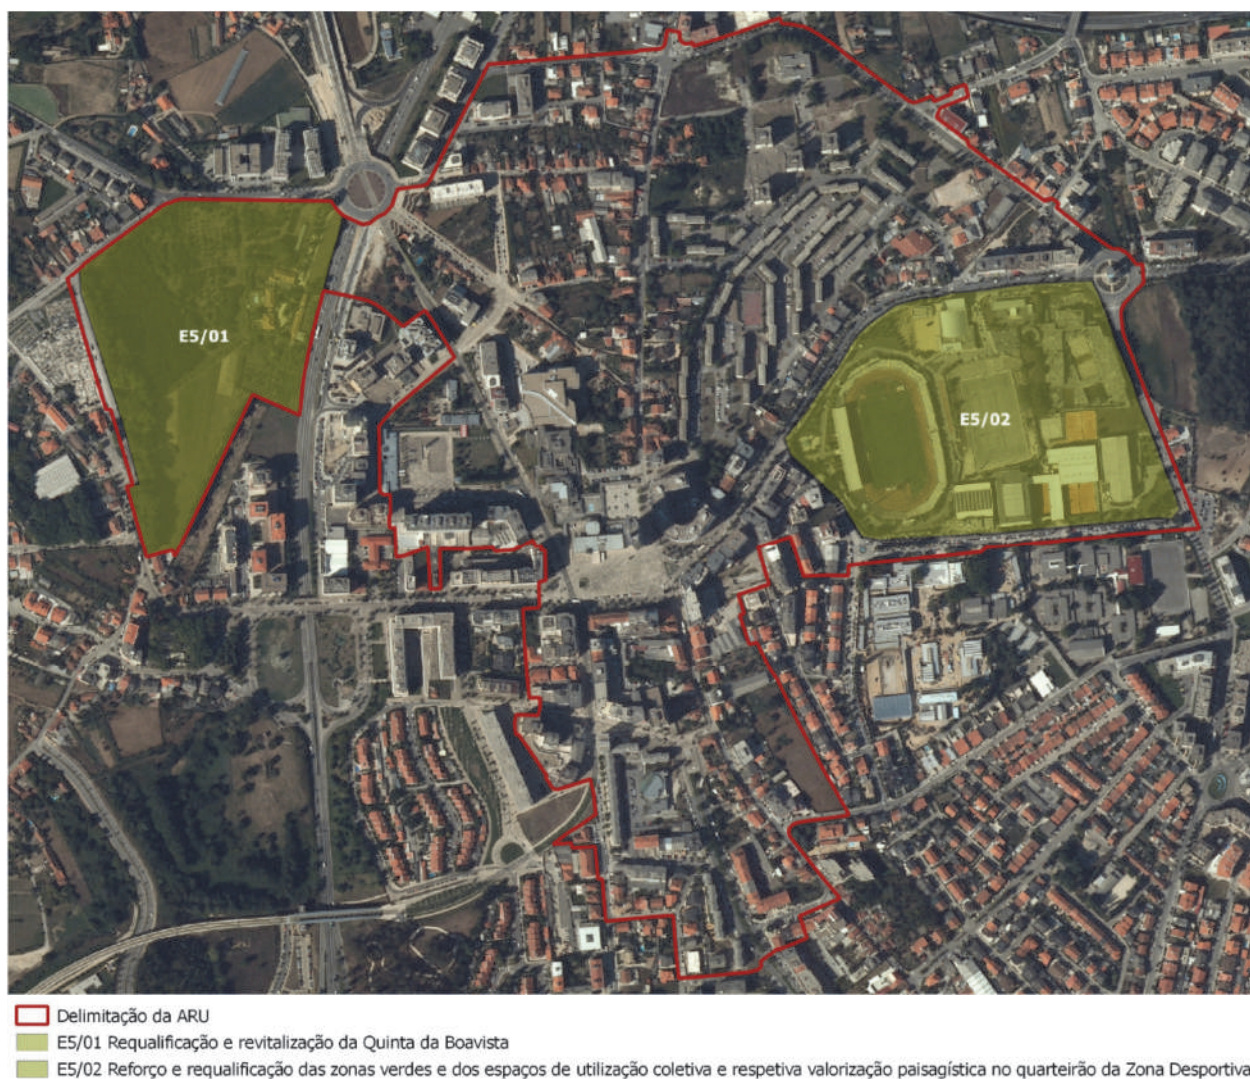 E5/01
E5/02
Delimitação da ARU
E5/01 Requalificação e revitalização da Quinta da Boavista
E5/02 Reforço e requalificação das zonas verdes e dos espaços de utilização coletiva e respetiva valorização paisagística no quarteirão da Zona Desportiva